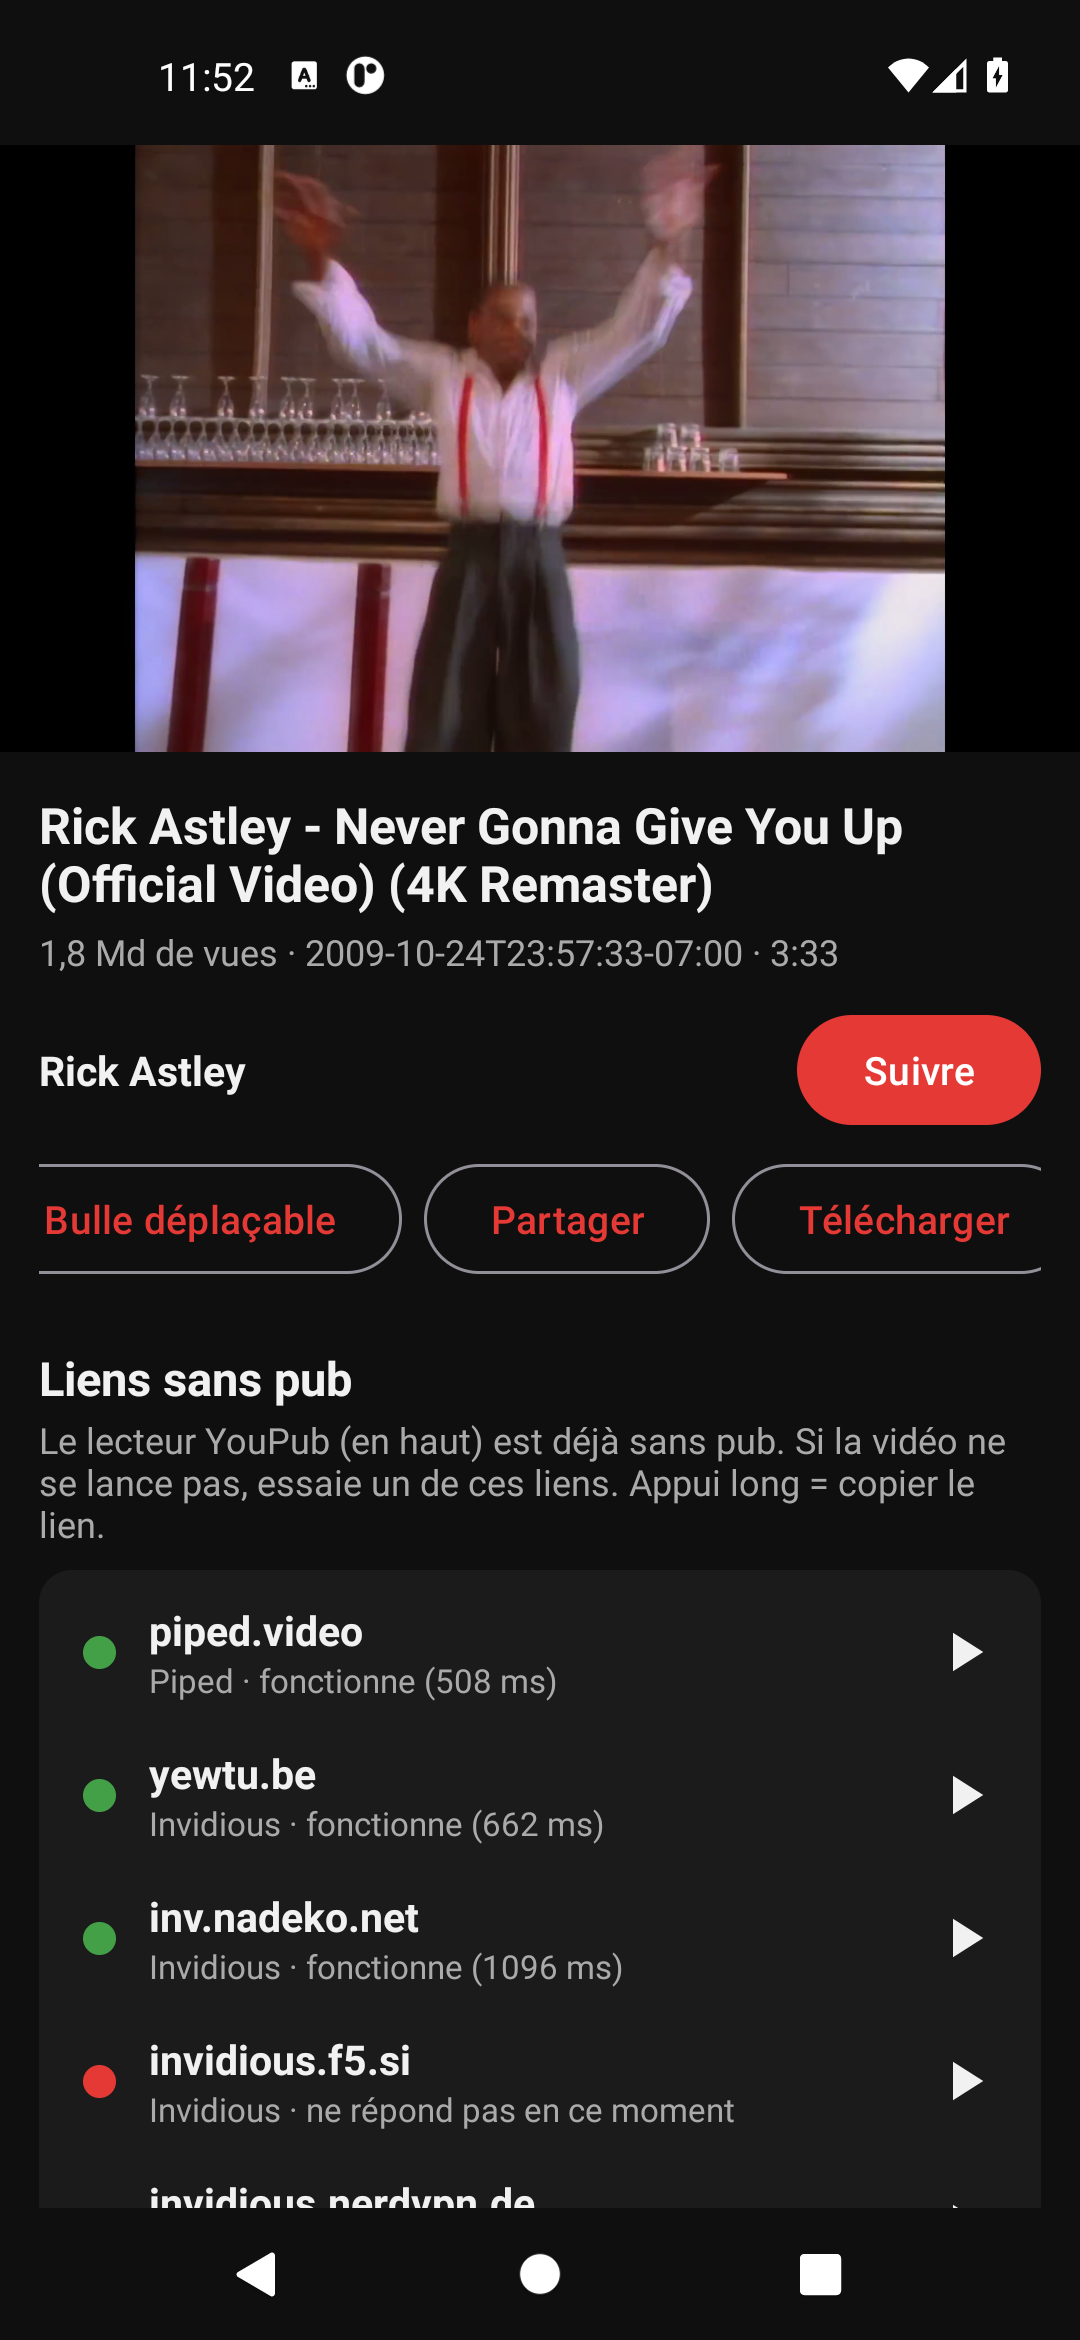 11:52
Rick Astley - Never Gonna Give You Up
(Official Video) (4K Remaster)
1,8 Md de vues · 2009-10-24T23:57:33-07:00 · 3:33
Rick Astley
Suivre
Bulle déplaçable
Partager
Télécharger
Liens sans pub
Le lecteur YouPub (en haut) est déjà sans pub. Si la vidéo ne
se lance pas, essaie un de ces liens. Appui long = copier le
lien.
piped.video
Piped · fonctionne (508 ms)
yewtu.be
Invidious · fonctionne (662 ms)
inv.nadeko.net
Invidious · fonctionne (1096 ms)
invidious.f5.si
Invidious · ne répond pas en ce moment
invidious.nerdvpn.de